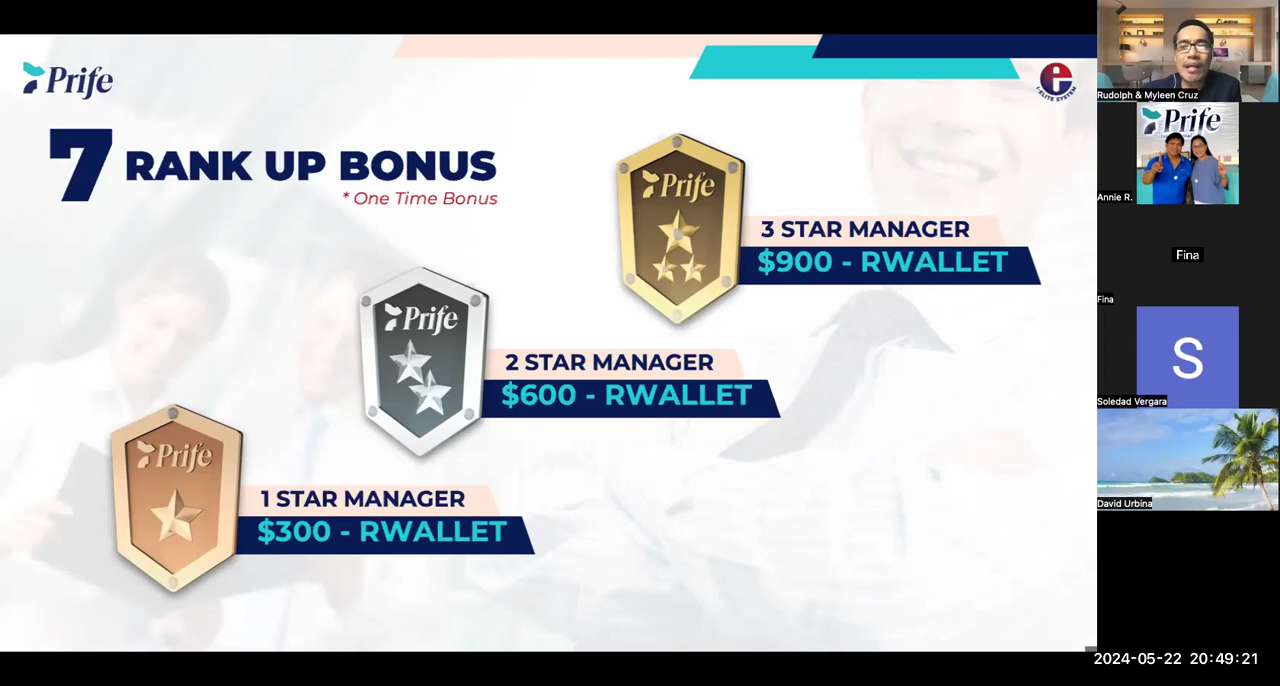 Prife
7 RANK UP BONUS
* One Time Bonus
Prife
3 STAR MANAGER
$900 - RWALLET
Prife
2 STAR MANAGER
$600 - RWALLET
Prife
1 STAR MANAGER
$300 - RWALLET
e
I-ELITE SYSTEM
Rudolph & Myleen Cruz
Prife
Annie R.
Fina
Fina
S
Soledad Vergara
David Urbina
2024-05-22 20:49:21